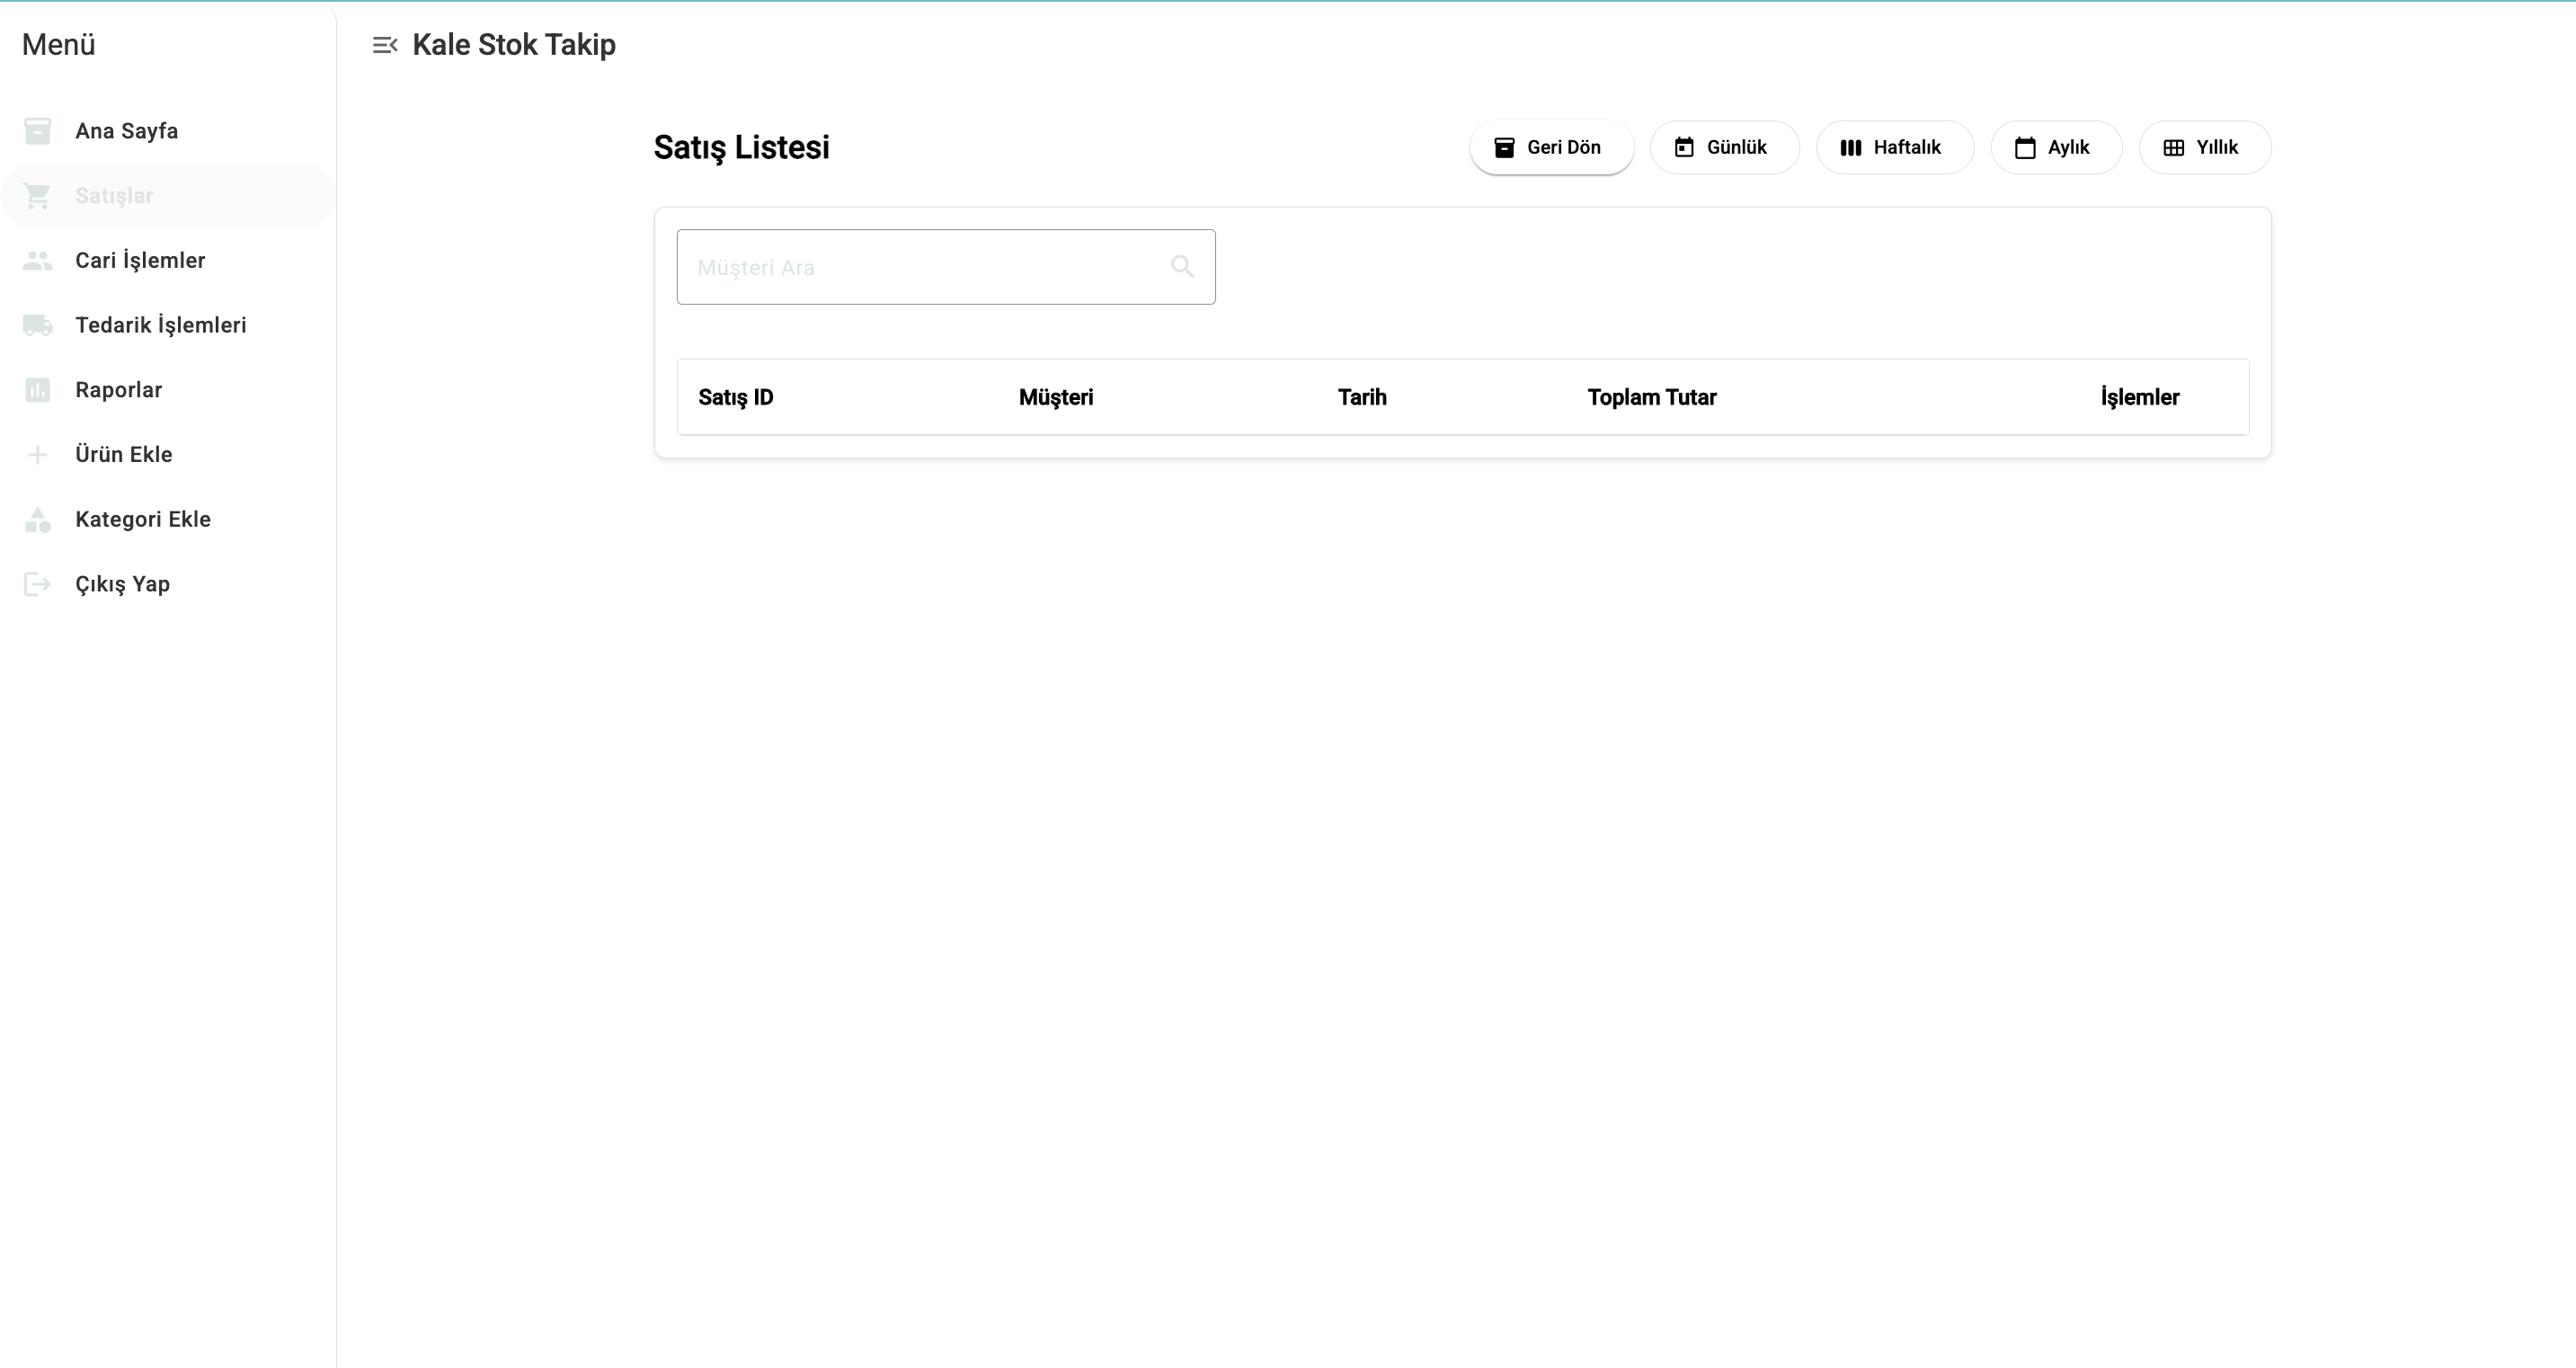 Menü
Ana Sayfa
Satışlar
Cari İşlemler
Tedarik İşlemleri
Raporlar
Ürün Ekle
Kategori Ekle
Çıkış Yap
Kale Stok Takip
Satış Listesi
Geri Dön Günlük Haftalık Aylık Yıllık
Müşteri Ara
Satış ID Müşteri Tarih Toplam Tutar İşlemler